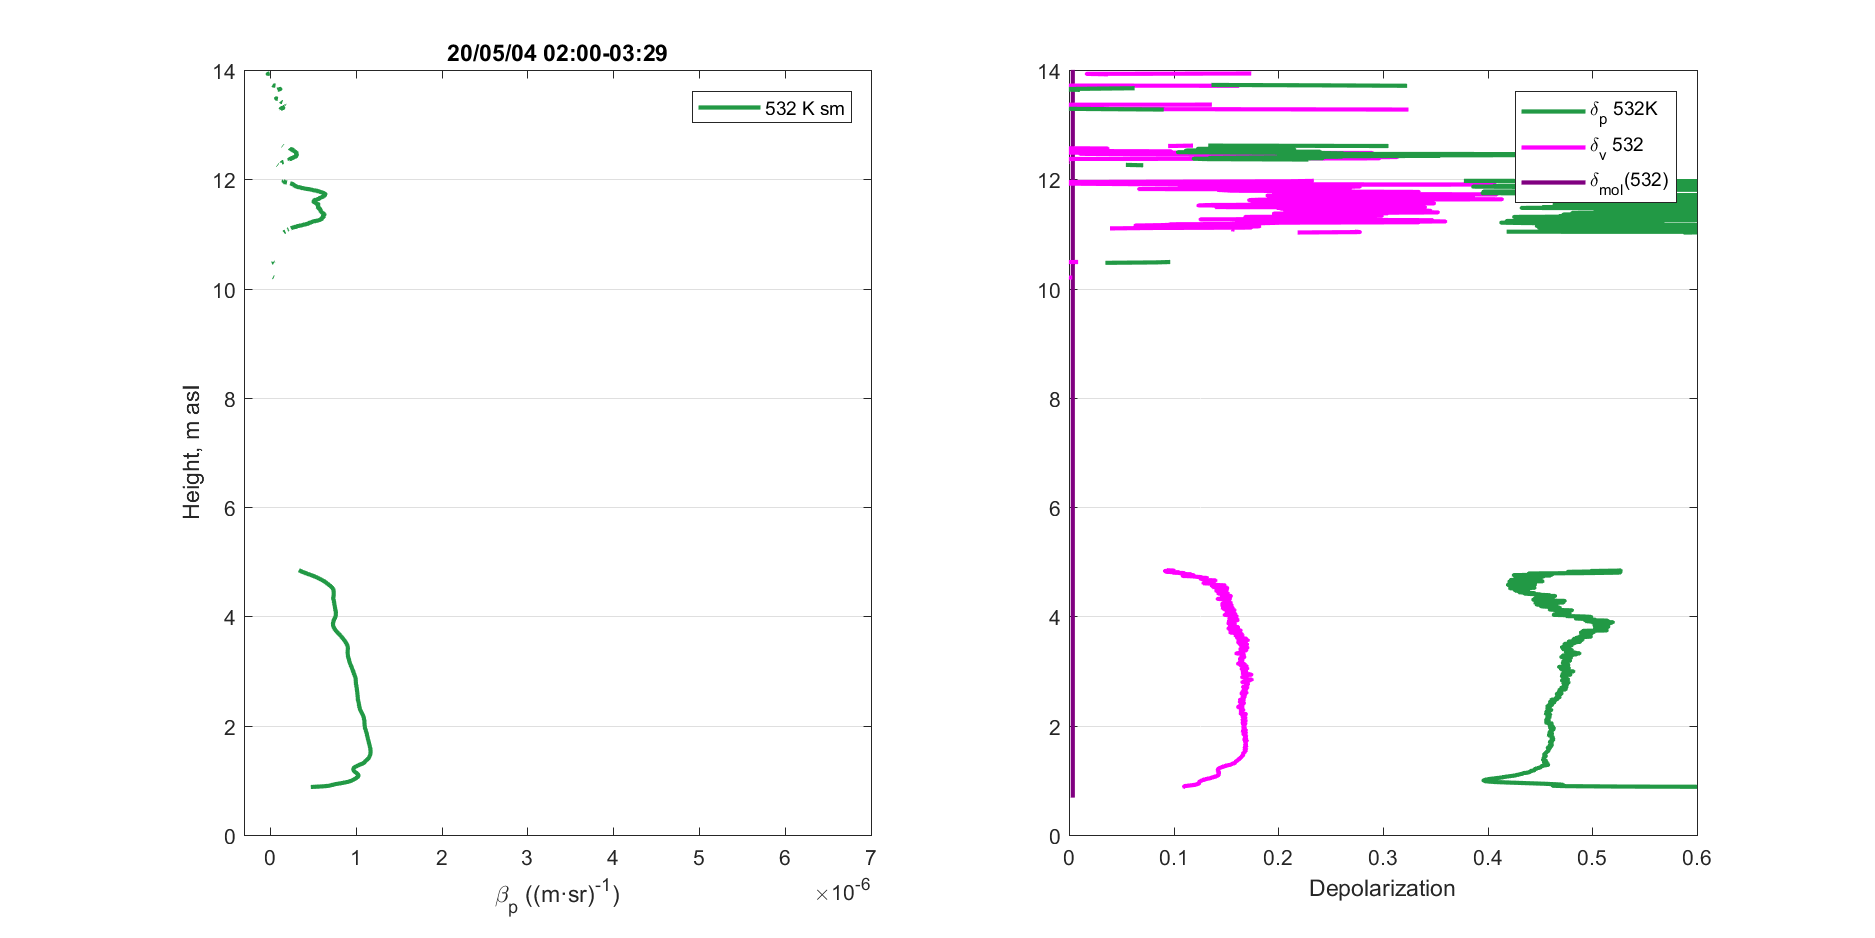 20/05/04 02:00-03:29
532 K sm
14
12
10
8
6
4
2
0
Height, m asl
0 1 2 3 4 5 6 7
βp ((m·sr)-1)
×10-6
δp 532K
δv 532
δmol(532)
14
12
10
8
6
4
2
0
0 0.1 0.2 0.3 0.4 0.5 0.6
Depolarization